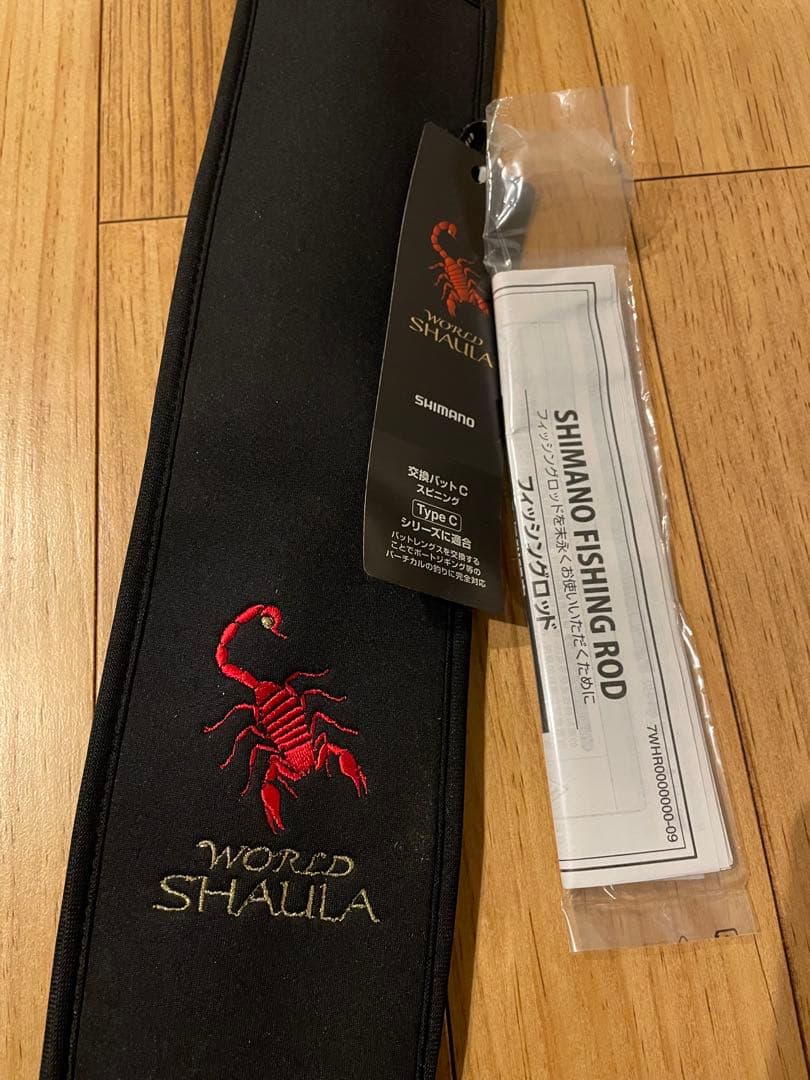 WORLD
SHAULA
SHIMANO
交換バットC
スピニング
Type C
シリーズに適合
バットレングスを交換する
ことでボートジギング等の
バーチカルの釣りに完全対応
SHIMANO FISHING ROD
フィッシングロッドを末永くお使いいただくために
フィッシングロッド
7WHR0000000-09
WORLD
SHAULA